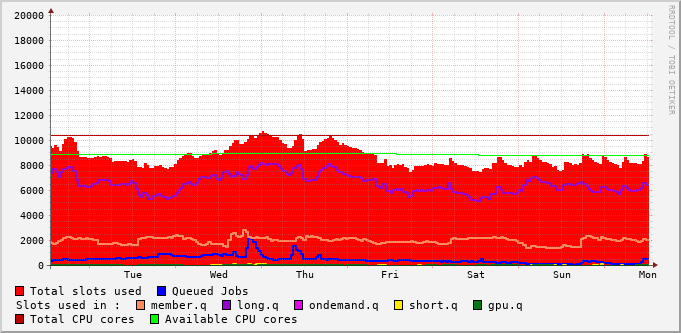 20000
18000
16000
14000
12000
10000
8000
6000
4000
2000
0
Tue Wed Thu Fri Sat Sun Mon
RRDTOOL / TOBI OETIKER
Total slots used Queued Jobs
Slots used in : member.q long.q ondemand.q short.q gpu.q
Total CPU cores Available CPU cores